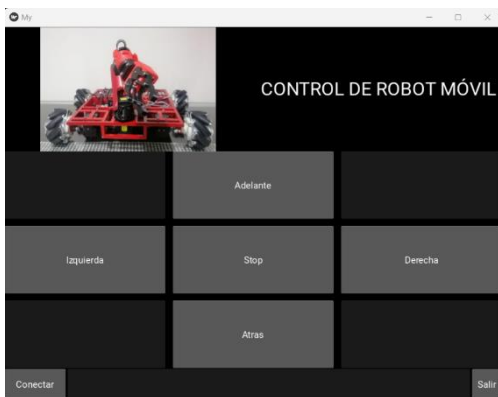 My
CONTROL DE ROBOT MÓVIL
Adelante
Izquierda
Stop
Derecha
Atras
Conectar
Salir